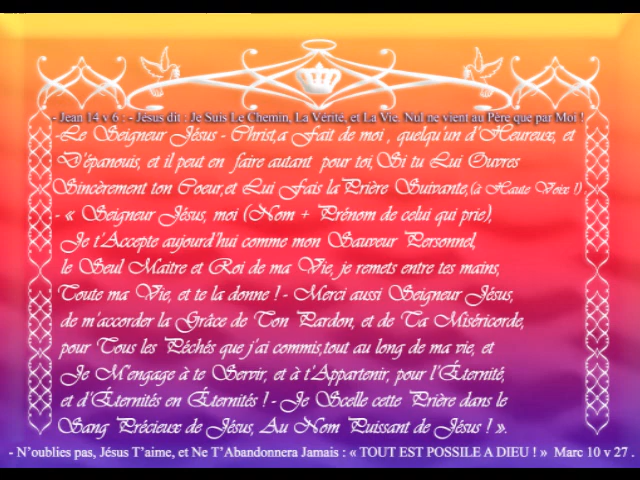 - Jean 14 v 6 : - Jésus dit : Je Suis Le Chemin, La Vérité, et La Vie. Nul ne vient au Père que par Moi !
-Le Seigneur Jésus - Christ,a Fait de moi , quelqu'un d'Heureux, et
D'épanouis, et il peut en faire autant pour toi,Si tu Lui Ouvres
Sincèrement ton Coeur,et Lui Fais la Prière Suivante,(à Haute Voix !)
- « Seigneur Jésus, moi (Nom + Prénom de celui qui prie),
Je t'Accepte aujourd'hui comme mon Sauveur Personnel,
le Seul Maitre et Roi de ma Vie, je remets entre tes mains,
Toute ma Vie, et te la donne ! - Merci aussi Seigneur Jésus,
de m'accorder la Grâce de Ton Pardon, et de Ta Miséricorde,
pour Tous les Péchés que j'ai commis,tout au long de ma vie, et
Je M'engage à te Servir, et à t'Appartenir, pour l'Éternité,
et d'Éternités en Éternités ! - Je Scelle cette Prière dans le
Sang Précieux de Jésus, Au Nom Puissant de Jésus ! ».
- N'oublies pas, Jésus T'aime, et Ne T'Abandonnera Jamais : « TOUT EST POSSILE A DIEU ! » Marc 10 v 27 .